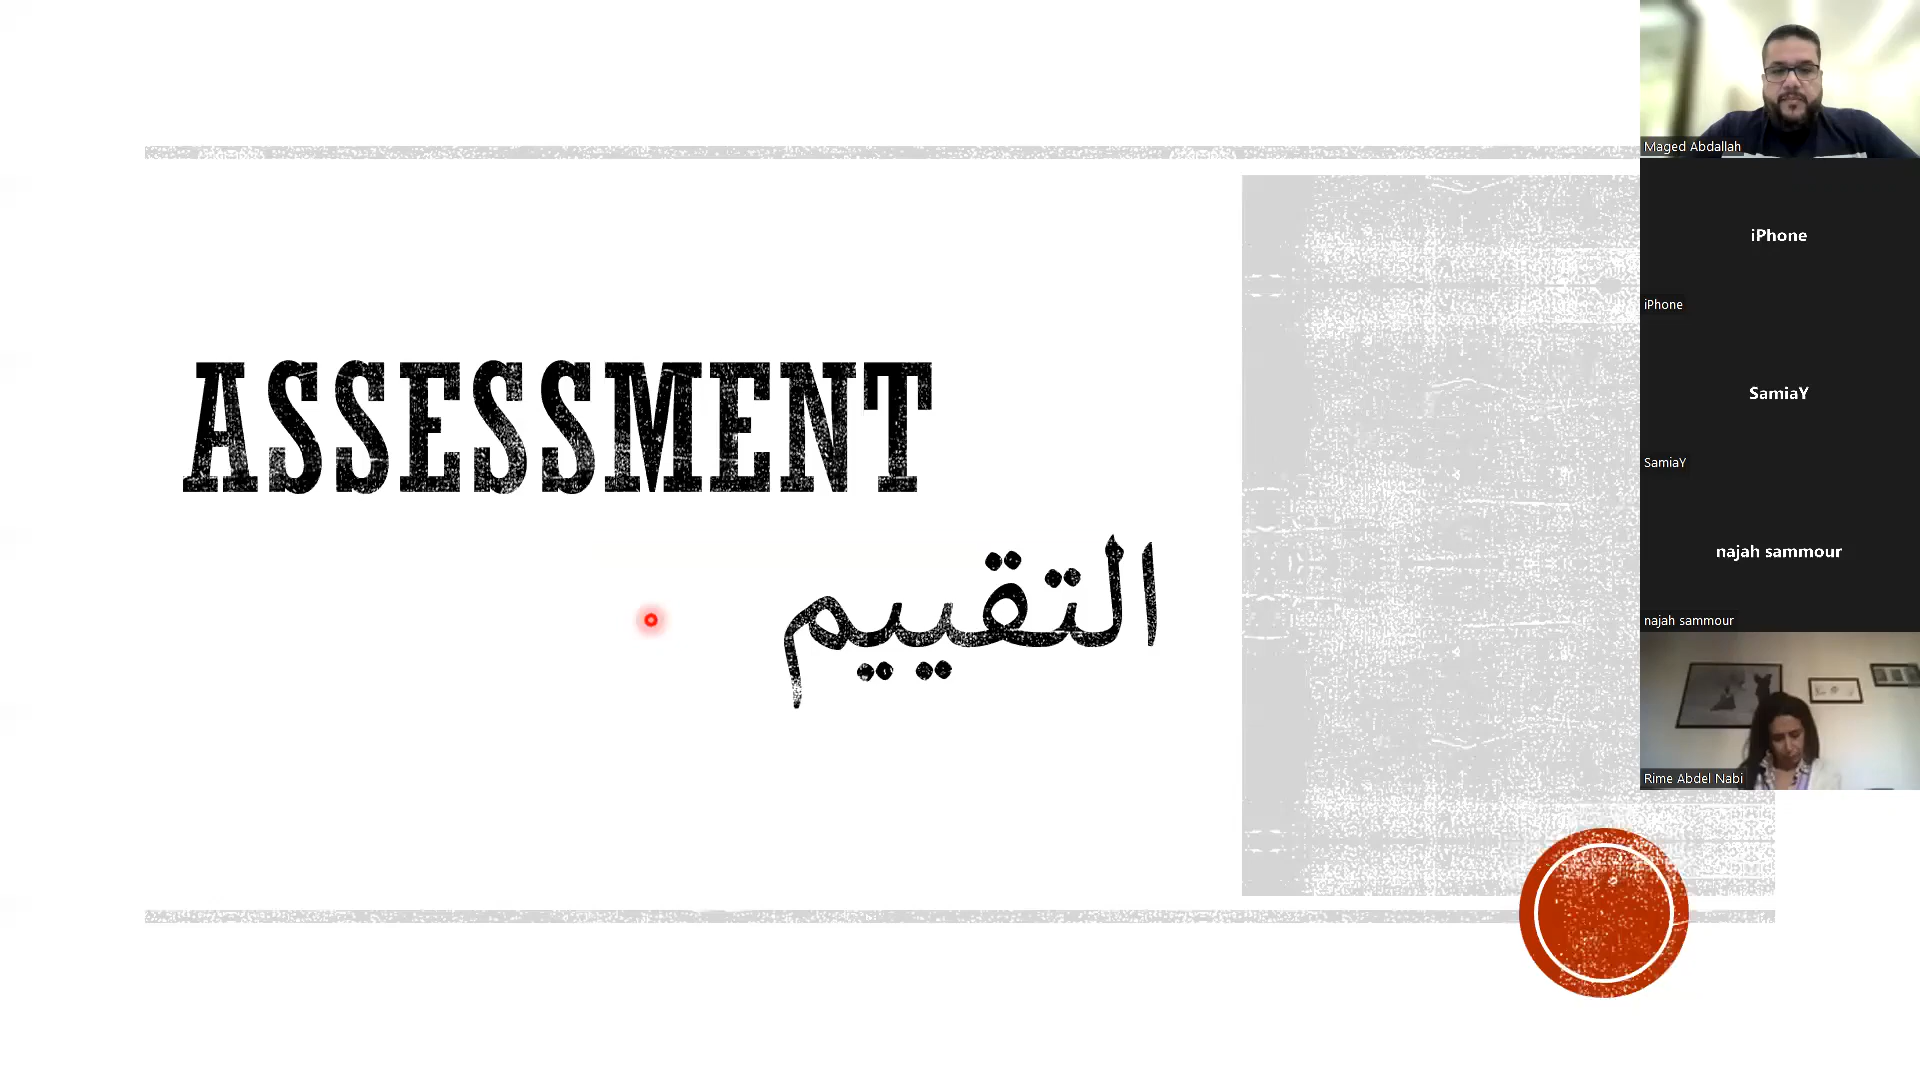 ASSESSMENT
التقييم
Maged Abdallah
iPhone
iPhone
SamiaY
SamiaY
najah sammour
najah sammour
Rime Abdel Nabi